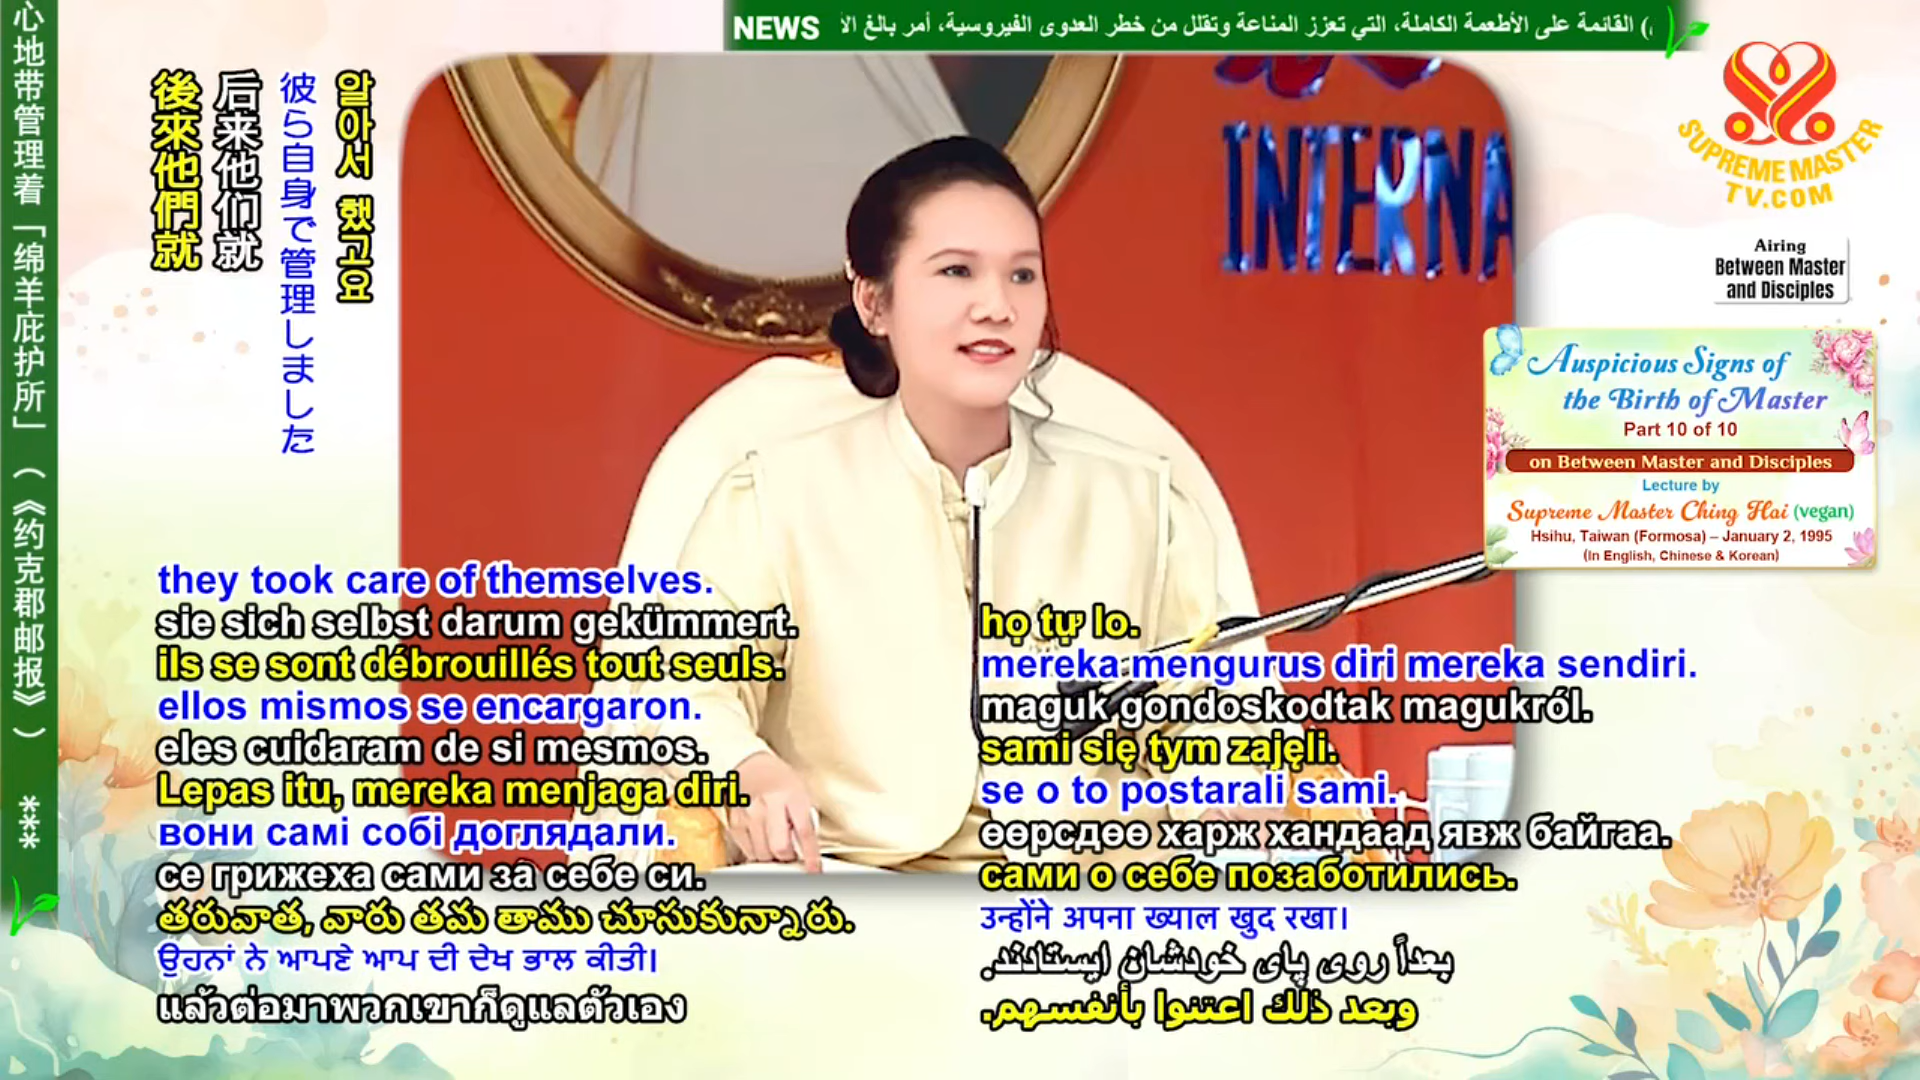 NEWS
) القائمة على الأطعمة الكاملة، التي تعزز المناعة وتقلل من خطر العدوى الفيروسية، أمر بالغ الأ
心地带管理着「绵羊庇护所」(《约克郡邮报》) ***
後來他們就
后来他们就
彼ら自身で管理しました
알아서 했고요
INTERNA
SUPREME MASTER
TV.COM
Airing
Between Master
and Disciples
Auspicious Signs of
the Birth of Master
Part 10 of 10
on Between Master and Disciples
Lecture by
Supreme Master Ching Hai (vegan)
Hsihu, Taiwan (Formosa) – January 2, 1995
(In English, Chinese & Korean)
they took care of themselves.
sie sich selbst darum gekümmert.
ils se sont débrouillés tout seuls.
ellos mismos se encargaron.
eles cuidaram de si mesmos.
Lepas itu, mereka menjaga diri.
вони самі собі доглядали.
се грижеха сами за себе си.
తరువాత, వారు తమ తాము చూసుకున్నారు.
ਉਹਨਾਂ ਨੇ ਆਪਣੇ ਆਪ ਦੀ ਦੇਖ ਭਾਲ ਕੀਤੀ।
แล้วต่อมาพวกเขาก็ดูแลตัวเอง
họ tự lo.
mereka mengurus diri mereka sendiri.
maguk gondoskodtak magukról.
sami się tym zajęli.
se o to postarali sami.
өөрсдөө харж хандаад явж байгаа.
сами о себе позаботились.
उन्होंने अपना ख्याल खुद रखा।
بعداً روی پای خودشان ایستادند.
وبعد ذلك اعتنوا بأنفسهم.